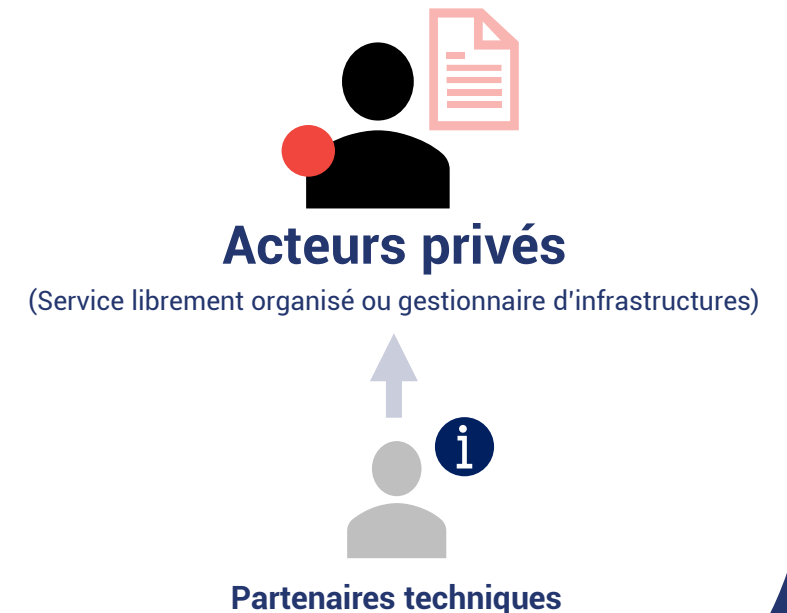 Acteurs privés
(Service librement organisé ou gestionnaire d'infrastructures)
i
Partenaires techniques